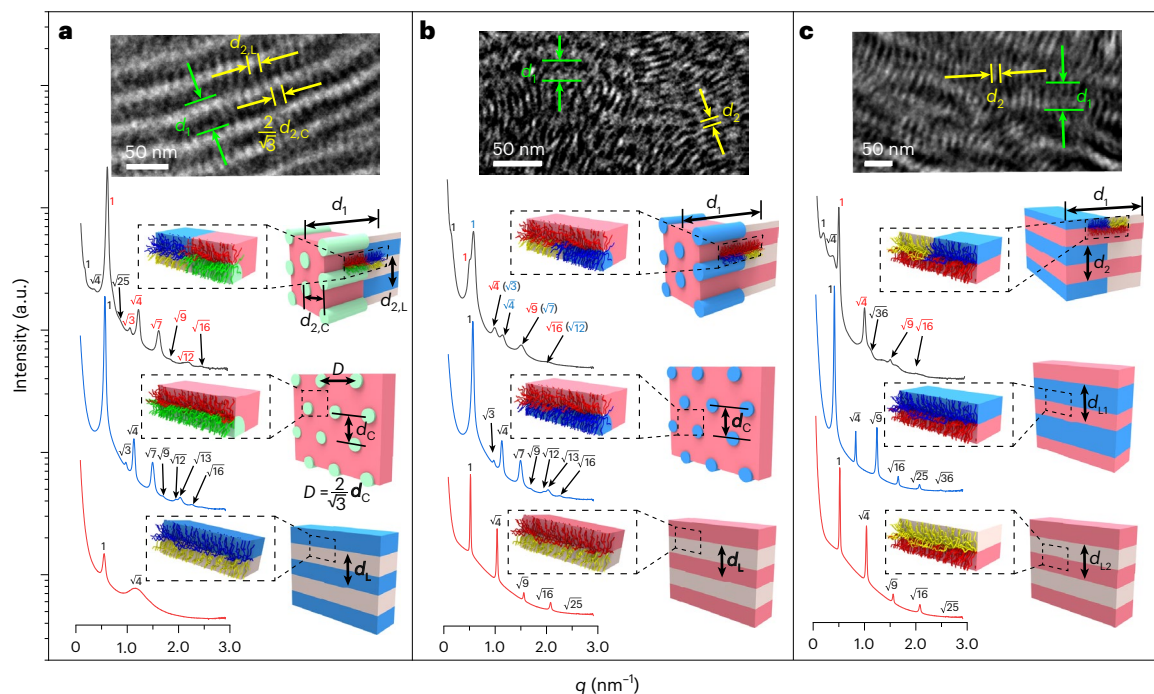 a
d2,L
d1
2/√3 d2,C
50 nm
1
1
√4
√25
√3
√4
√7
√9
√12
√16
d1
d2,C
d2,L
1
√3
√4
√7
√9
√12
√13
√16
D
dC
D = 2/√3 dC
1
√4
dL
0
1.0
2.0
3.0
b
d1
d2
50 nm
1
1
1
√4 (√3)
√4
√9 (√7)
√16 (√12)
d1
d2
1
√3
√4
√7
√9
√12
√13
√16
D
dC
1
√4
√9
√16
√25
dL
0
1.0
2.0
3.0
c
d2
d1
50 nm
1
√4
1
√4
√36
√9
√16
d1
d2
1
√4
√9
√16
√25
√36
dL1
1
√4
√9
√16
√25
dL2
0
1.0
2.0
3.0
Intensity (a.u.)
q (nm⁻¹)